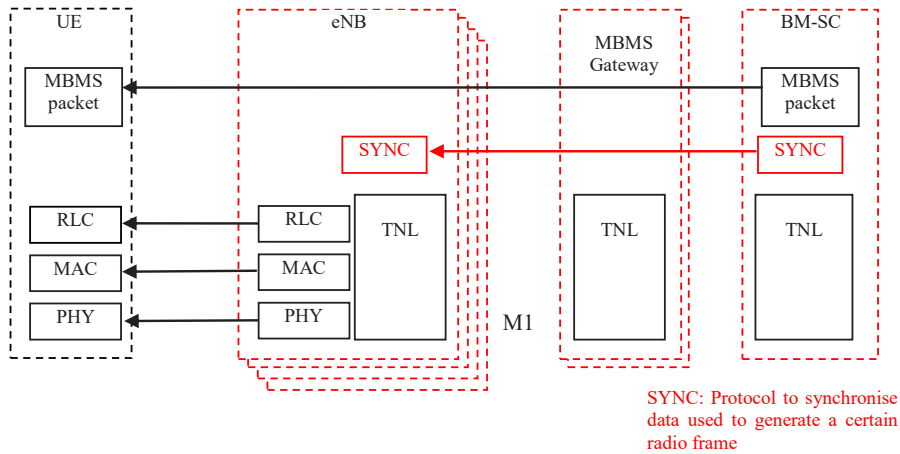 UE
eNB
MBMS
Gateway
BM-SC
MBMS
packet
MBMS
packet
SYNC
SYNC
RLC
RLC
TNL
TNL
TNL
MAC
MAC
PHY
PHY
M1
SYNC: Protocol to synchronise
data used to generate a certain
radio frame